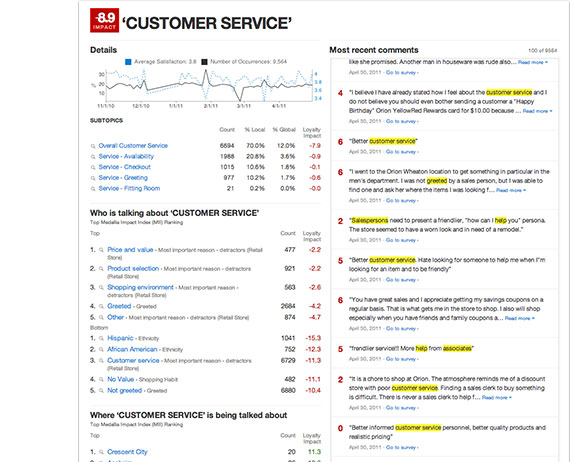 -8.9
IMPACT
'CUSTOMER SERVICE'
Details
Average Satisfaction: 3.8 Number of Occurrences: 9,564
%
30
20
10
4
3.8
3.6
3.4
11/1/10 12/1/10 1/1/11 2/1/11 3/1/11 4/1/11
SUBTOPICS
Count % Local % Global Loyalty Impact
Overall Customer Service 6694 70.0% 12.0% -7.9
Service - Availability 1988 20.8% 3.6% -0.9
Service - Checkout 1015 10.6% 1.8% -0.1
Service - Greeting 977 10.2% 1.7% -0.6
Service - Fitting Room 21 0.2% 0.0% -0.0
Who is talking about 'CUSTOMER SERVICE'
Top Medallia Impact Index (MII) Ranking
Top Count Loyalty Impact
1. Price and value - Most important reason - detractors (Retail Store) 477 -2.2
2. Product selection - Most important reason - detractors (Retail Store) 921 -2.2
3. Shopping environment - Most important reason - detractors (Retail Store) 563 -2.6
4. Greeted - Greeted 2684 -4.2
5. Other - Most important reason - detractors (Retail Store) 874 -4.7
Bottom
1. Hispanic - Ethnicity 1041 -15.3
2. African American - Ethnicity 752 -12.3
3. Customer service - Most important reason - detractors (Retail Store) 6729 -11.3
4. No Value - Shopping Habit 482 -11.1
5. Not greeted - Greeted 6880 -10.4
Where 'CUSTOMER SERVICE' is being talked about
Top Medallia Impact Index (MII) Ranking
Top Count Loyalty Impact
1. Crescent City 20 11.3
Most recent comments
100 of 9564
like she promised. Another man in houseware was rude also... Read more
April 30, 2011 · Go to survey ›
4
"I believe I have already stated how I feel about the customer service and I
do not believe you should even bother sending a customer a "Happy
Birthday" Orion YellowRed Rewards card for $10.00 because ... Read more
April 30, 2011 · Go to survey ›
6
"Better customer service"
April 30, 2011 · Go to survey ›
6
"I went to the Orion Wheaton location to get something in particular in the
men's department. I was not greeted by a sales person, but I was able to
find one and ask her where the items I was looking f... Read more
April 30, 2011 · Go to survey ›
2
"Salespersons need to present a friendlier, "how can I help you" persona.
The store seemed to have a worn look and in need of a remodel."
April 30, 2011 · Go to survey ›
5
"Better customer service. Hate looking for someone to help me when I'm
looking for an item and to be friendly"
April 30, 2011 · Go to survey ›
6
"You have great sales and I appreciate getting my savings coupons on a
regular basis. That is what gets me in the store to shop. I also will shop
especially when you have friends and family coupons a... Read more
April 30, 2011 · Go to survey ›
5
"frendlier service!!! More help from associates"
April 30, 2011 · Go to survey ›
2
"It is a chore to shop at Orion. The atmosphere reminds me of a discount
store with poor customer service. Finding a sales clerk to buy something
is difficult. There is never a sales clerk to help f... Read more
April 30, 2011 · Go to survey ›
0
"Better informed customer service personnel, better quality products and
realistic pricing"
April 30, 2011 · Go to survey ›